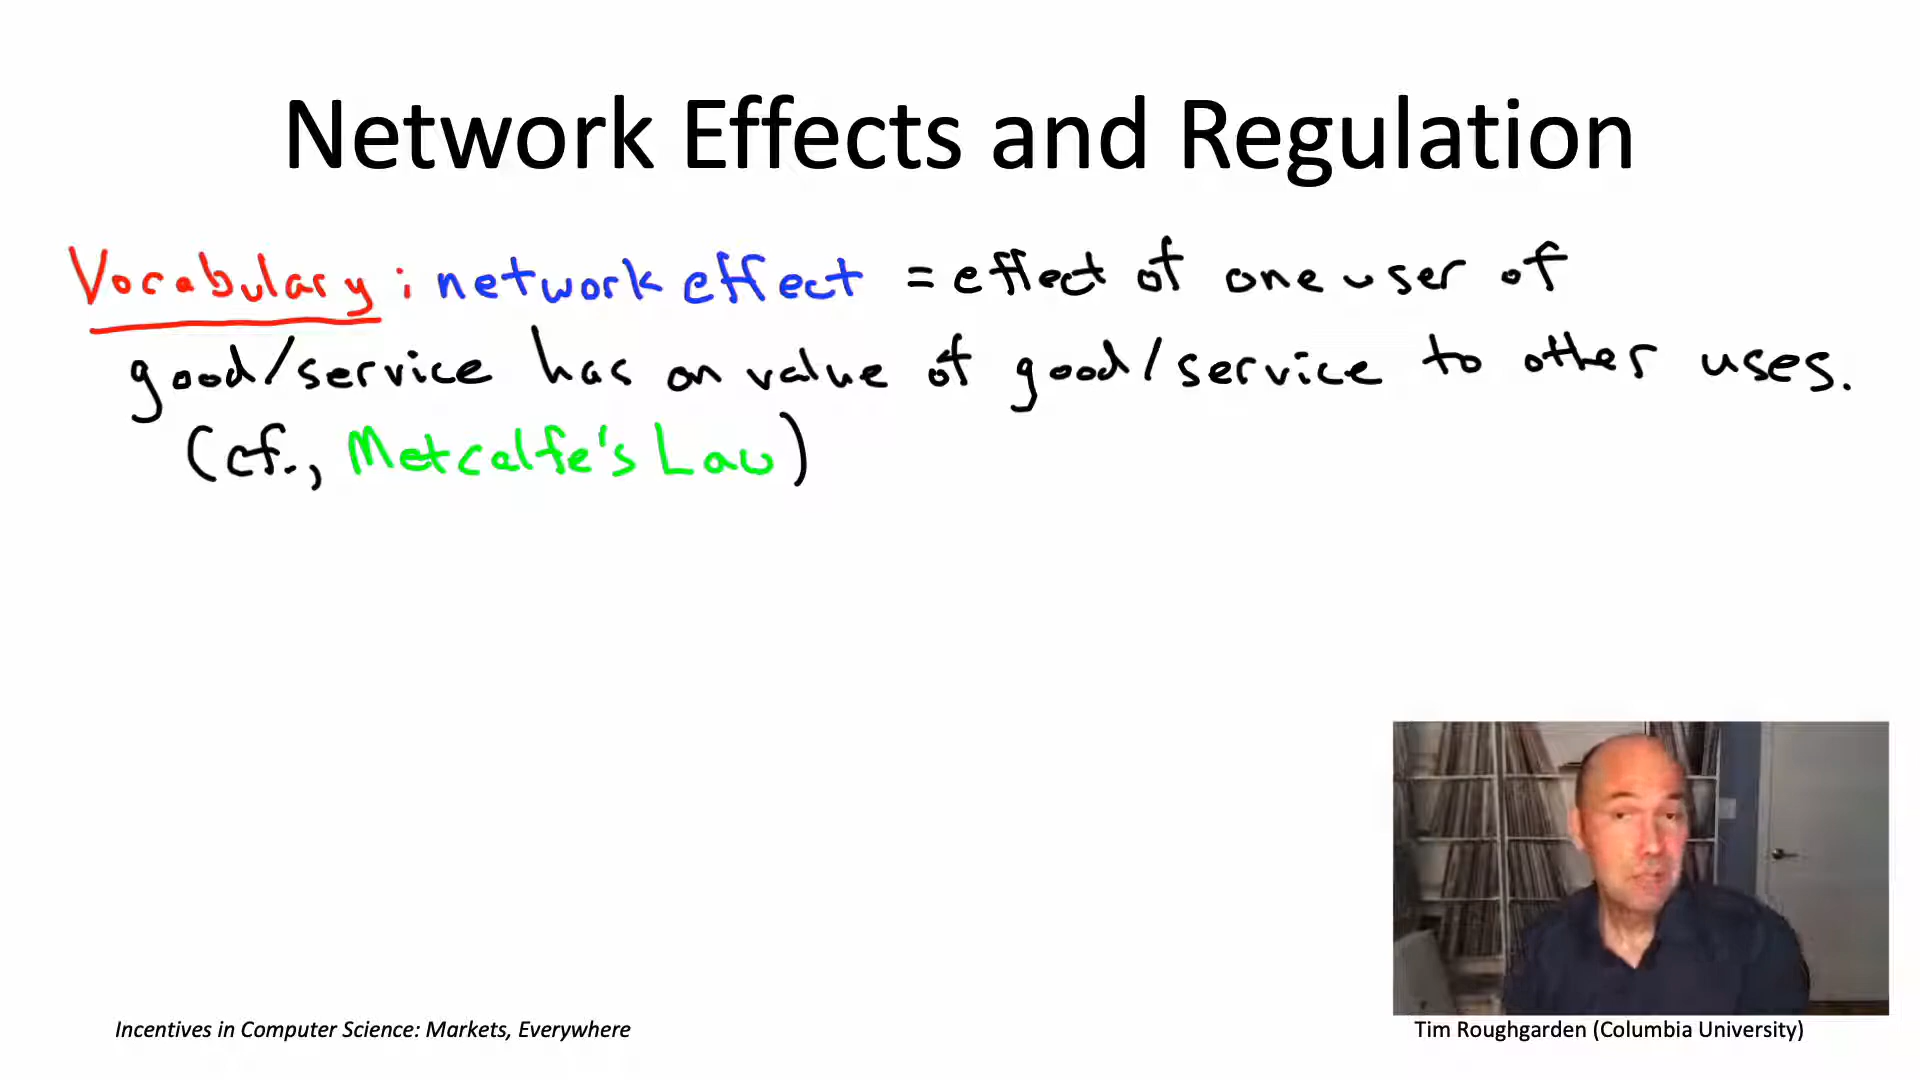 Network Effects and Regulation
Vocabulary: network effect = effect of one user of
good/service has on value of good/service to other uses.
(cf., Metcalfe's Law)
Incentives in Computer Science: Markets, Everywhere
Tim Roughgarden (Columbia University)